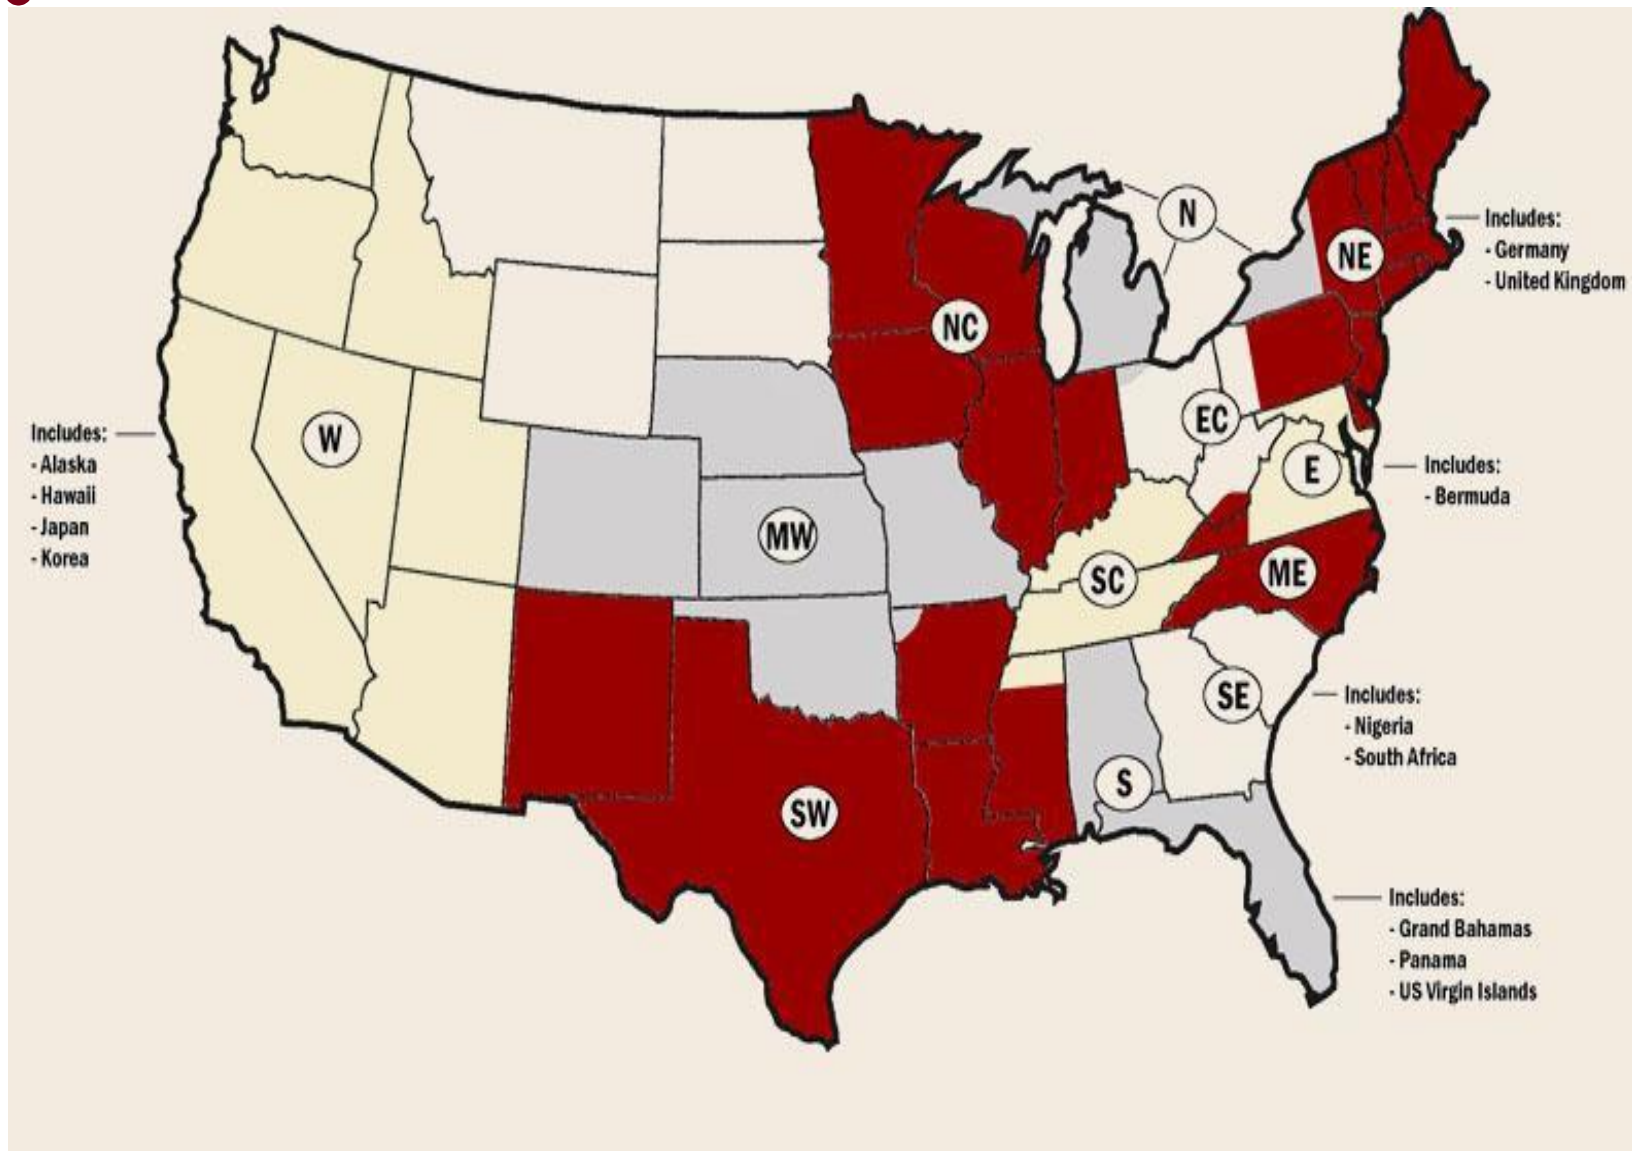 N
NE
Includes:
- Germany
- United Kingdom
NC
W
Includes:
- Alaska
- Hawaii
- Japan
- Korea
EC
E
Includes:
- Bermuda
MW
SC
ME
SE
Includes:
- Nigeria
- South Africa
S
SW
Includes:
- Grand Bahamas
- Panama
- US Virgin Islands